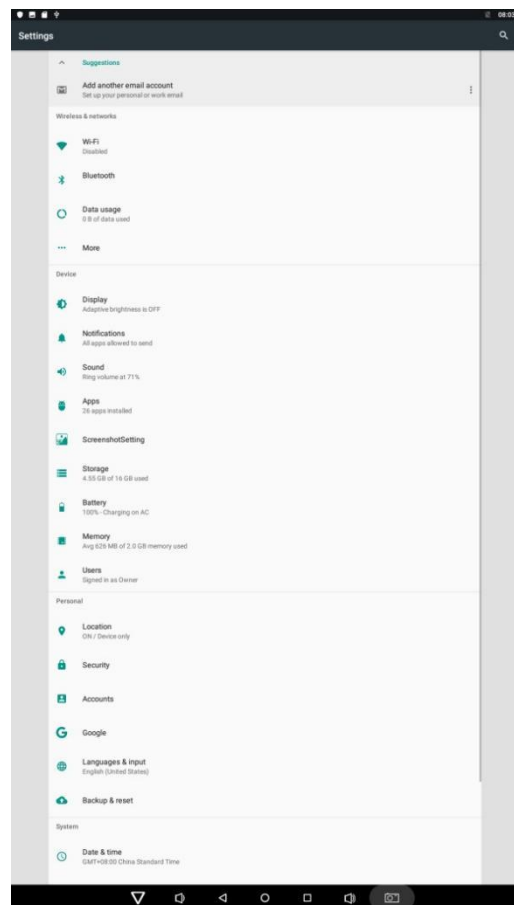 08:03
Settings
Suggestions
Add another email account
Set up your personal or work email
Wireless & networks
Wi-Fi
Disabled
Bluetooth
Data usage
0 B of data used
More
Device
Display
Adaptive brightness is OFF
Notifications
All apps allowed to send
Sound
Ring volume at 71%
Apps
26 apps installed
ScreenshotSetting
Storage
4.55 GB of 16 GB used
Battery
100% - Charging on AC
Memory
Avg 626 MB of 2.0 GB memory used
Users
Signed in as Owner
Personal
Location
ON / Device only
Security
Accounts
Google
Languages & input
English (United States)
Backup & reset
System
Date & time
GMT+08:00 China Standard Time